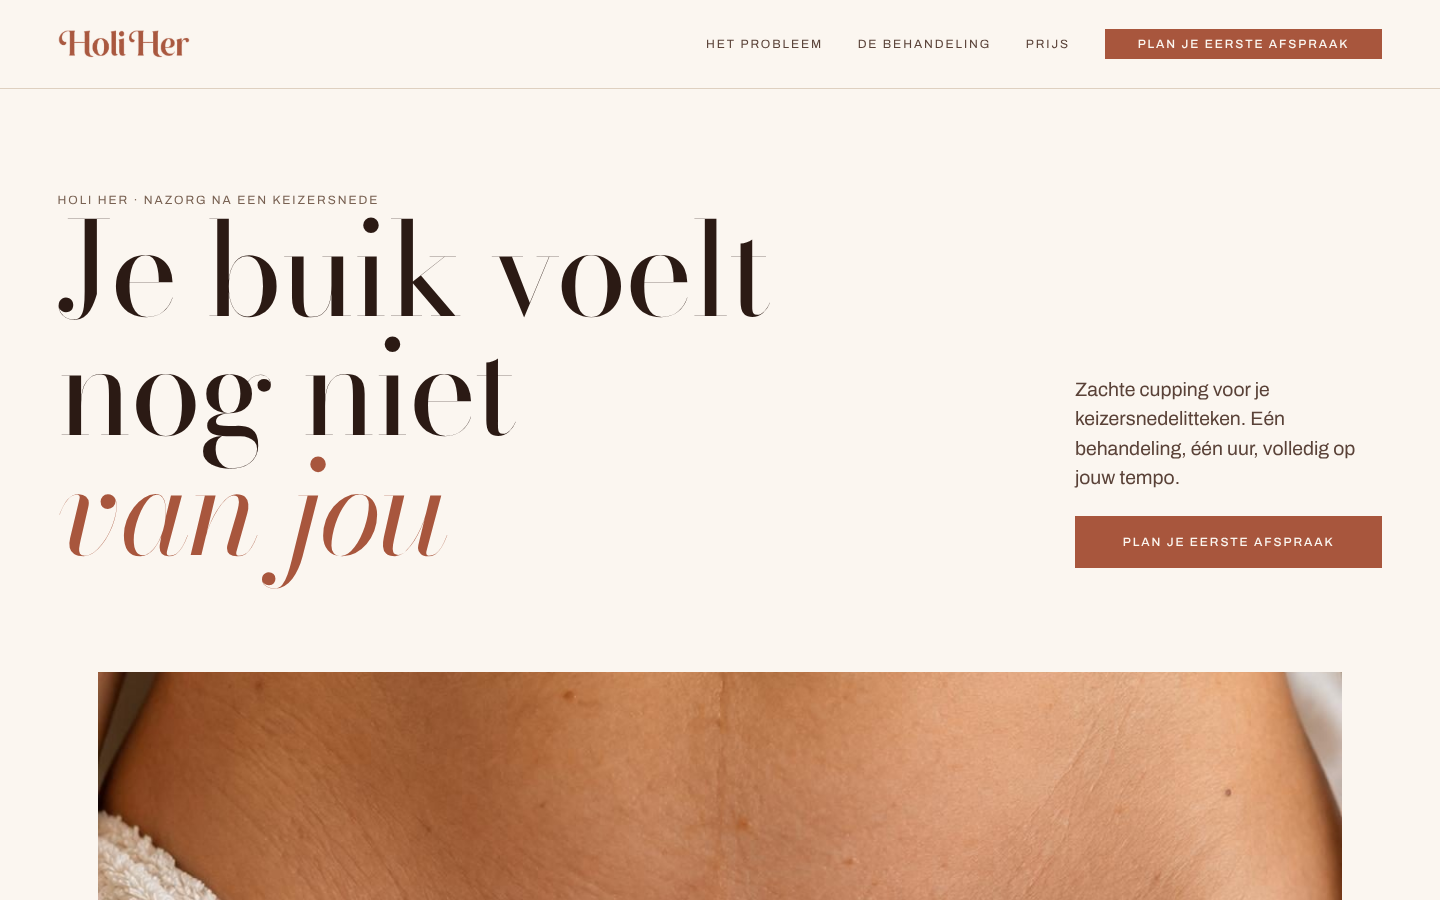 Holi Her
HET PROBLEEM
DE BEHANDELING
PRIJS
PLAN JE EERSTE AFSPRAAK
HOLI HER · NAZORG NA EEN KEIZERSNEDE
Je buik voelt
nog niet
van jou
Zachte cupping voor je
keizersnedelitteken. Eén
behandeling, één uur, volledig op
jouw tempo.
PLAN JE EERSTE AFSPRAAK